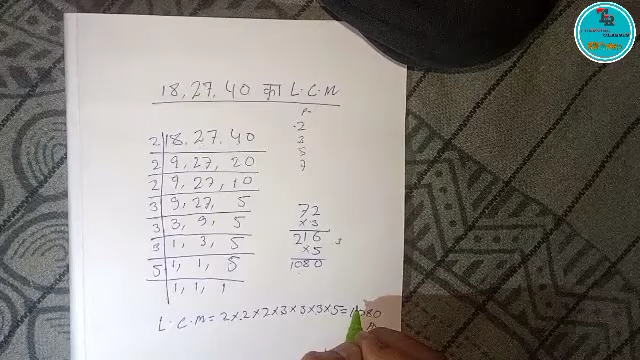 18, 27, 40 का L.C.M
P-
2
3
5
7
2 18, 27, 40
2 9, 27, 20
2 9, 27, 10
3 9, 27, 5
3 3, 9, 5
3 1, 3, 5
5 1, 1, 5
1, 1, 1
72
×3
216
×5
1080
3
L.C.M = 2×2×2×3×3×3×5=1080